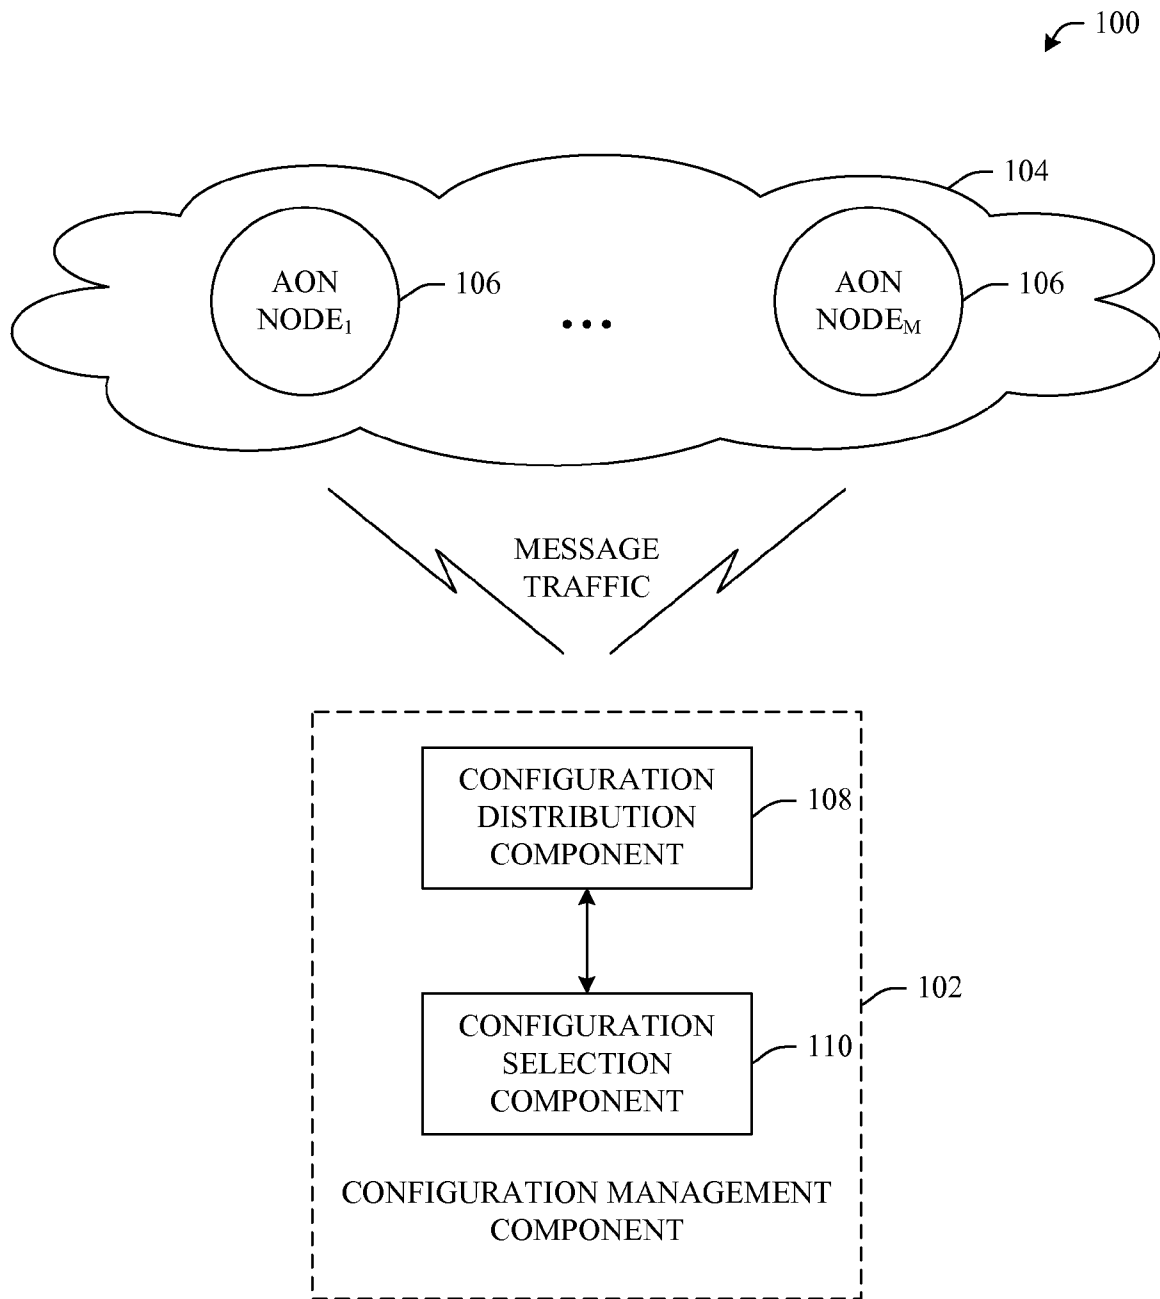 100
104
AON
NODE₁
106
...
AON
NODEM
106
MESSAGE
TRAFFIC
CONFIGURATION
DISTRIBUTION
COMPONENT
108
CONFIGURATION
SELECTION
COMPONENT
110
102
CONFIGURATION MANAGEMENT
COMPONENT